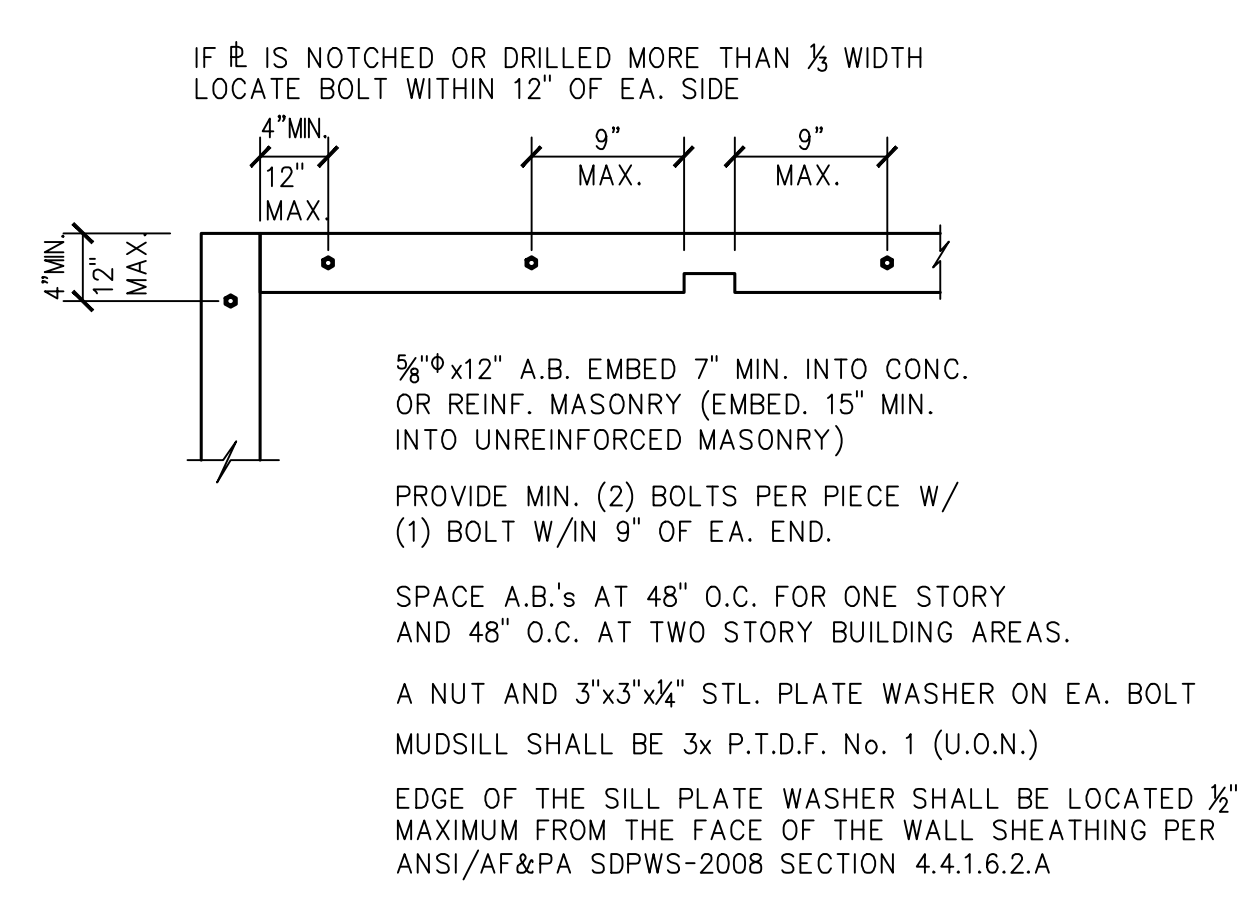 IF ⅊ IS NOTCHED OR DRILLED MORE THAN ⅓ WIDTH
LOCATE BOLT WITHIN 12" OF EA. SIDE
4"MIN.
12"
MAX.
9"
MAX.
9"
MAX.
4"MIN.
12"
MAX.
⅝"Φx12" A.B. EMBED 7" MIN. INTO CONC.
OR REINF. MASONRY (EMBED. 15" MIN.
INTO UNREINFORCED MASONRY)
PROVIDE MIN. (2) BOLTS PER PIECE W/
(1) BOLT W/IN 9" OF EA. END.
SPACE A.B.'s AT 48" O.C. FOR ONE STORY
AND 48" O.C. AT TWO STORY BUILDING AREAS.
A NUT AND 3"x3"x¼" STL. PLATE WASHER ON EA. BOLT
MUDSILL SHALL BE 3x P.T.D.F. No. 1 (U.O.N.)
EDGE OF THE SILL PLATE WASHER SHALL BE LOCATED ½"
MAXIMUM FROM THE FACE OF THE WALL SHEATHING PER
ANSI/AF&PA SDPWS-2008 SECTION 4.4.1.6.2.A